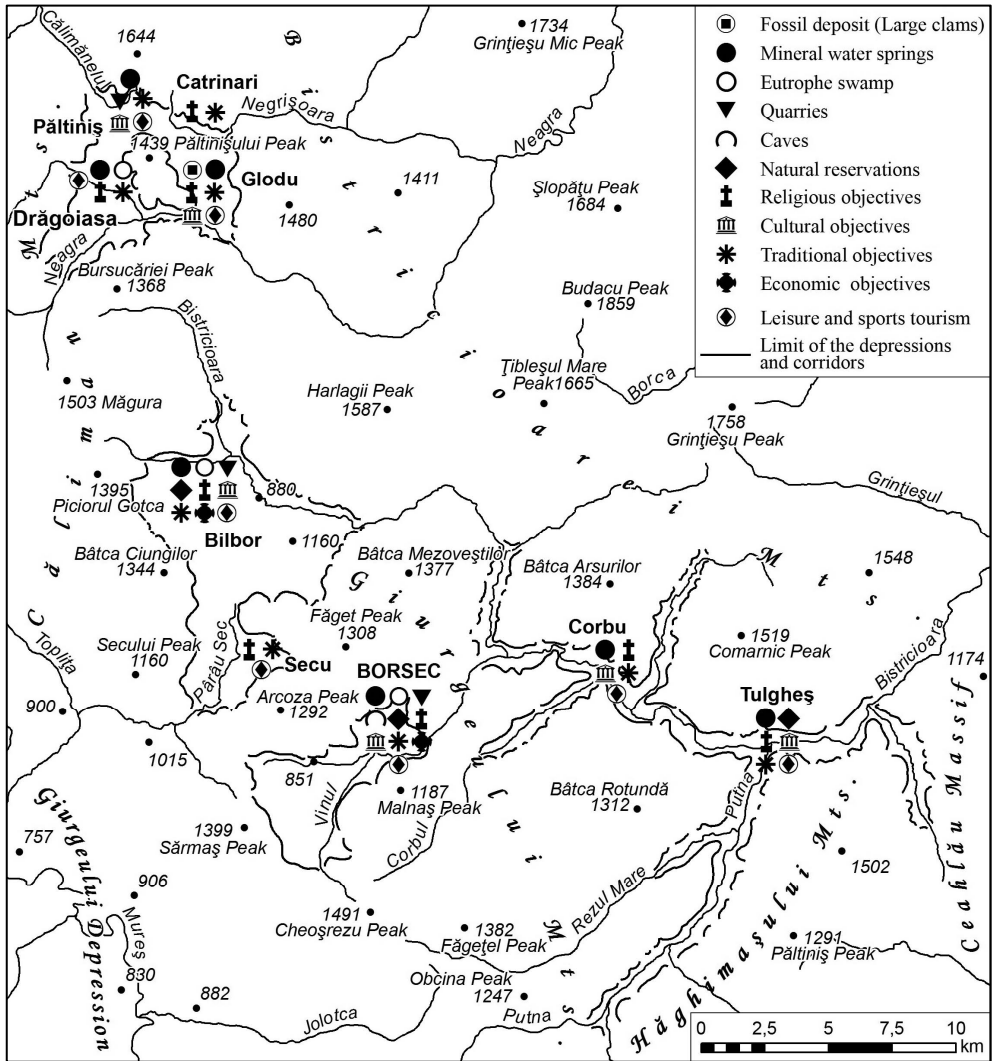 Călimănelul
1644
B i s t r i c i o a r e i
1734
Grinţieşu Mic Peak
Catrinari
Negrişoara
Neagra
Păltiniş
1439 Păltinişului Peak
Glodu
1411
1480
Şlopăţu Peak
1684
Drăgoiasa
Neagra
Bursucăriei Peak
1368
Bistricioara
Budacu Peak
1859
Ţibleşul Mare
Peak1665
Borca
Harlagii Peak
1587
1503 Măgura
1758
Grinţieşu Peak
Grinţieşul
1395
Piciorul Gotca
880
Bilbor
1160
Bâtca Ciungilor
1344
Bâtca Mezoveştilor
1377
Bâtca Arsurilor
1384
Mts
1548
C ă l i m a n u
M t s.
G i u r g e u l u i
Mts
Făget Peak
1308
Corbu
1519
Comarnic Peak
Topliţa
Secului Peak
1160
Pârâu Sec
Secu
BORSEC
Arcoza Peak
1292
Tulgheş
Bistricioara
1174
900
1015
851
Vinul
1187
Malnaş Peak
Corbul
Bâtca Rotundă
1312
Putna
Ceahlău Massif
757
Giurgeului Depression
1399
Sărmaş Peak
1502
906
Mureş
1491
Cheoşrezu Peak
1382
Făgeţel Peak
Rezul Mare
Hăghimaşului Mts.
1291
Păltiniş Peak
830
882
Jolotca
Obcina Peak
1247
Putna
Fossil deposit (Large clams)
Mineral water springs
Eutrophe swamp
Quarries
Caves
Natural reservations
Religious objectives
Cultural objectives
Traditional objectives
Economic objectives
Leisure and sports tourism
Limit of the depressions
and corridors
0 2,5 5 7,5 10
km